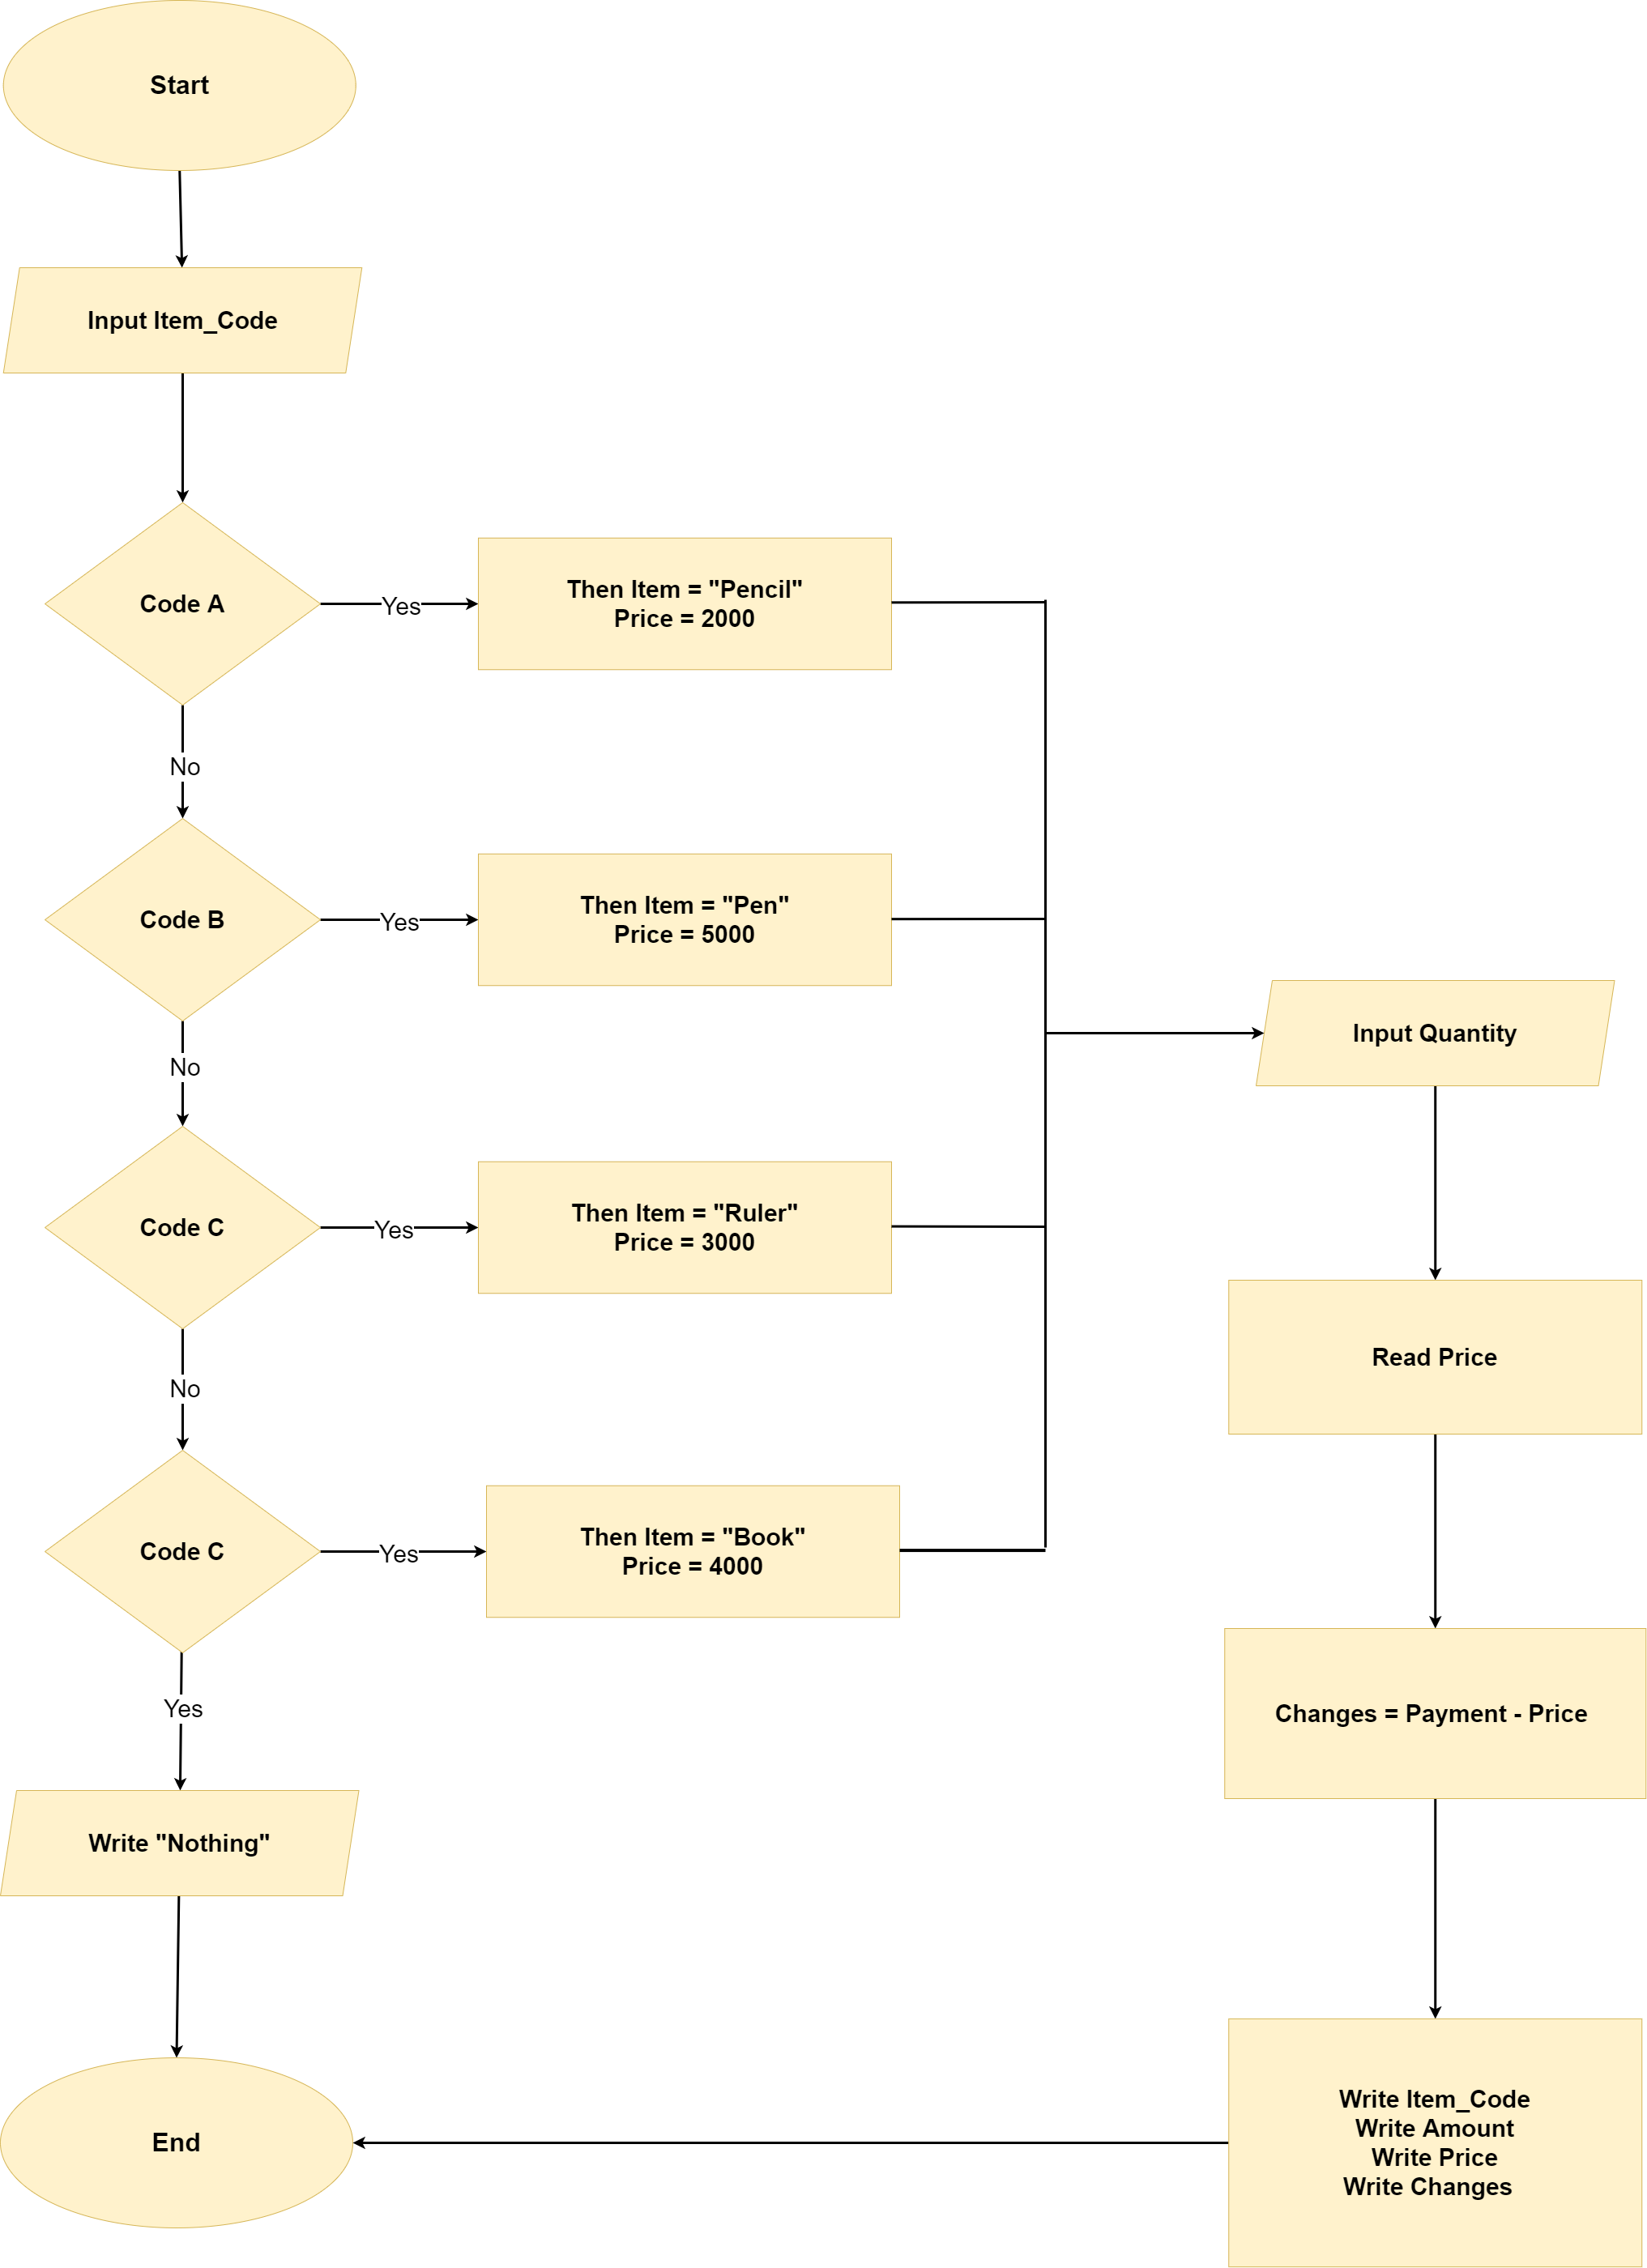 Start
Input Item_Code
Code A
Yes
Then Item = "Pencil"
Price = 2000
No
Code B
Yes
Then Item = "Pen"
Price = 5000
No
Code C
Yes
Then Item = "Ruler"
Price = 3000
No
Code C
Yes
Then Item = "Book"
Price = 4000
Yes
Write "Nothing"
End
Input Quantity
Read Price
Changes = Payment - Price
Write Item_Code
Write Amount
Write Price
Write Changes